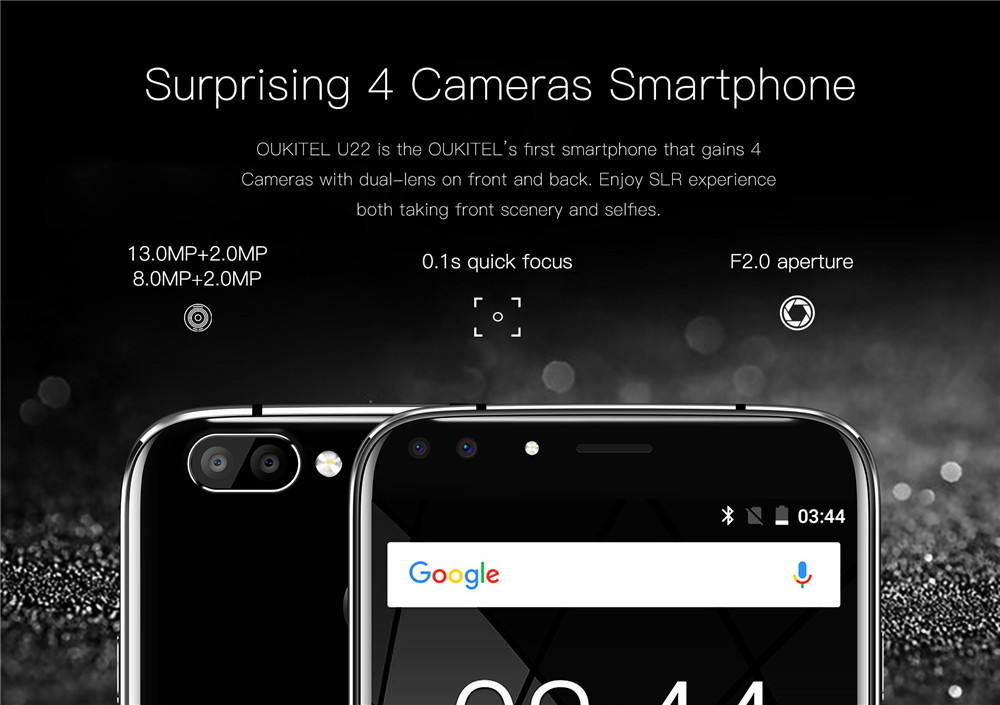 Surprising 4 Cameras Smartphone
OUKITEL U22 is the OUKITEL's first smartphone that gains 4
Cameras with dual-lens on front and back. Enjoy SLR experience
both taking front scenery and selfies.
13.0MP+2.0MP
8.0MP+2.0MP
0.1s quick focus
F2.0 aperture
03:44
Google